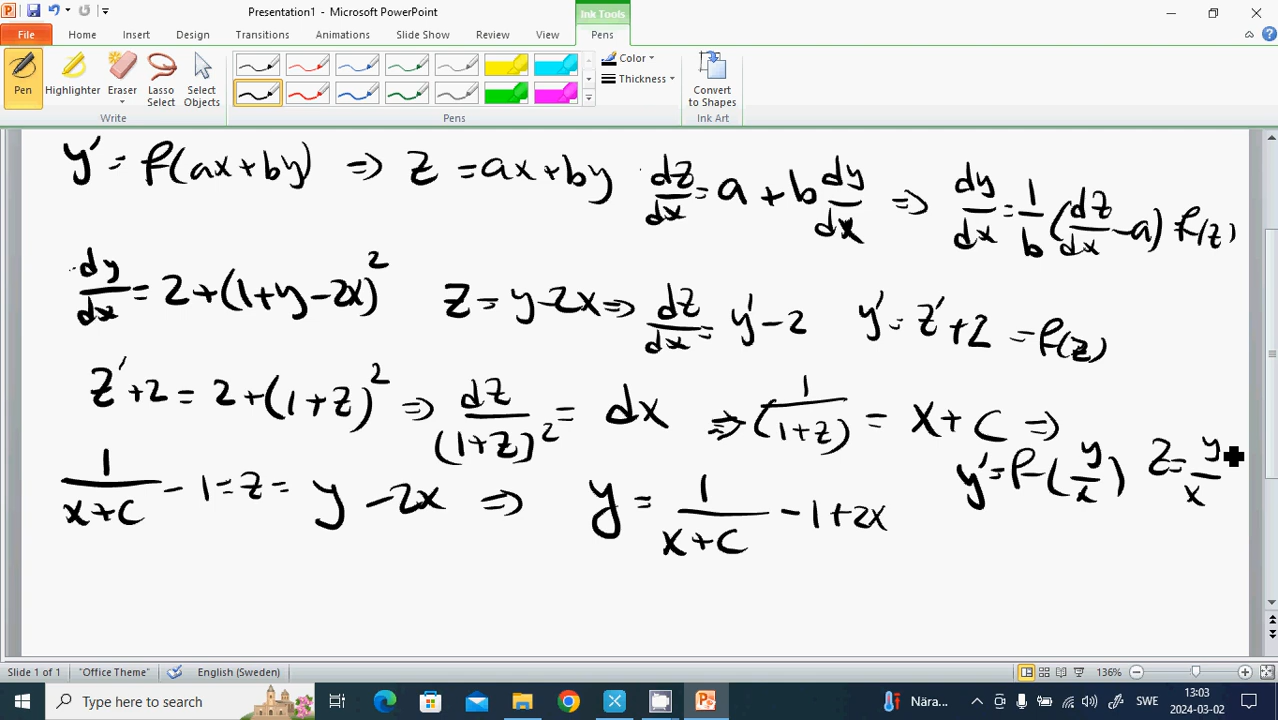 Presentation1 - Microsoft PowerPoint
Ink Tools
File Home Insert Design Transitions Animations Slide Show Review View Pens
Pen Highlighter Eraser Lasso Select Select Objects
Color
Thickness
Convert to Shapes
Write Pens Ink Art
y' = f(ax+by) => z = ax+by dz/dx = a + b dy/dx => dy/dx = 1/b (dz/dx - a) f(z)
dy/dx = 2+(1+y-2x)^2 z = y-2x => dz/dx = y'-2 y' = z'+2 = f(z)
z'+2 = 2+(1+z)^2 => dz/(1+z)^2 = dx => 1/(1+z) = x+c =>
1/(x+c) - 1 = z = y - 2x => y = 1/(x+c) - 1 + 2x
y' = f(y/x) z = y/x
Slide 1 of 1 "Office Theme" English (Sweden) 136%
Type here to search Nära... SWE 13:03
2024-03-02